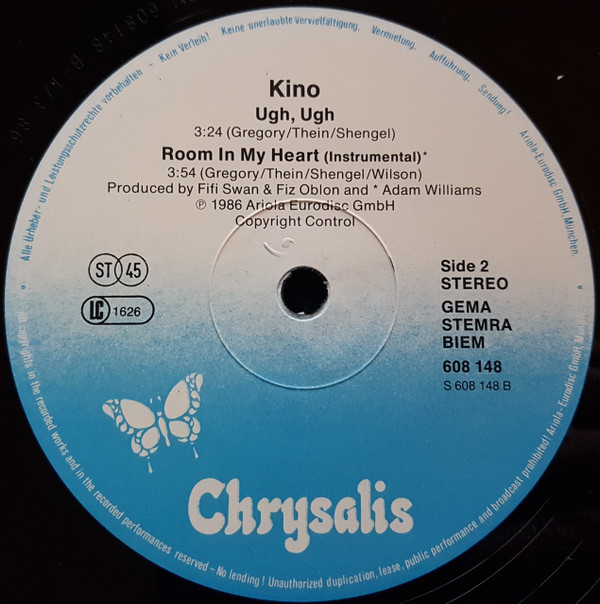 Alle Urheber- und Leistungsschutzrechte vorbehalten – Kein Verleih! Keine unerlaubte Vervielfältigung, Vermietung, Aufführung, Sendung!
Ariola-Eurodisc GmbH, München.
Kino
Ugh, Ugh
3:24 (Gregory/Thein/Shengel)
Room In My Heart (Instrumental)*
3:54 (Gregory/Thein/Shengel/Wilson)
Produced by Fifi Swan & Fiz Oblon and * Adam Williams
℗ 1986 Ariola Eurodisc GmbH
Copyright Control
ST 45
LC 1626
Side 2
STEREO
GEMA
STEMRA
BIEM
608 148
S 608 148 B
Chrysalis
All copyrights in the recorded works and in the recorded performances reserved – No lending! Unauthorized duplication, lease, public performance and broadcast prohibited! Ariola-Eurodisc GmbH